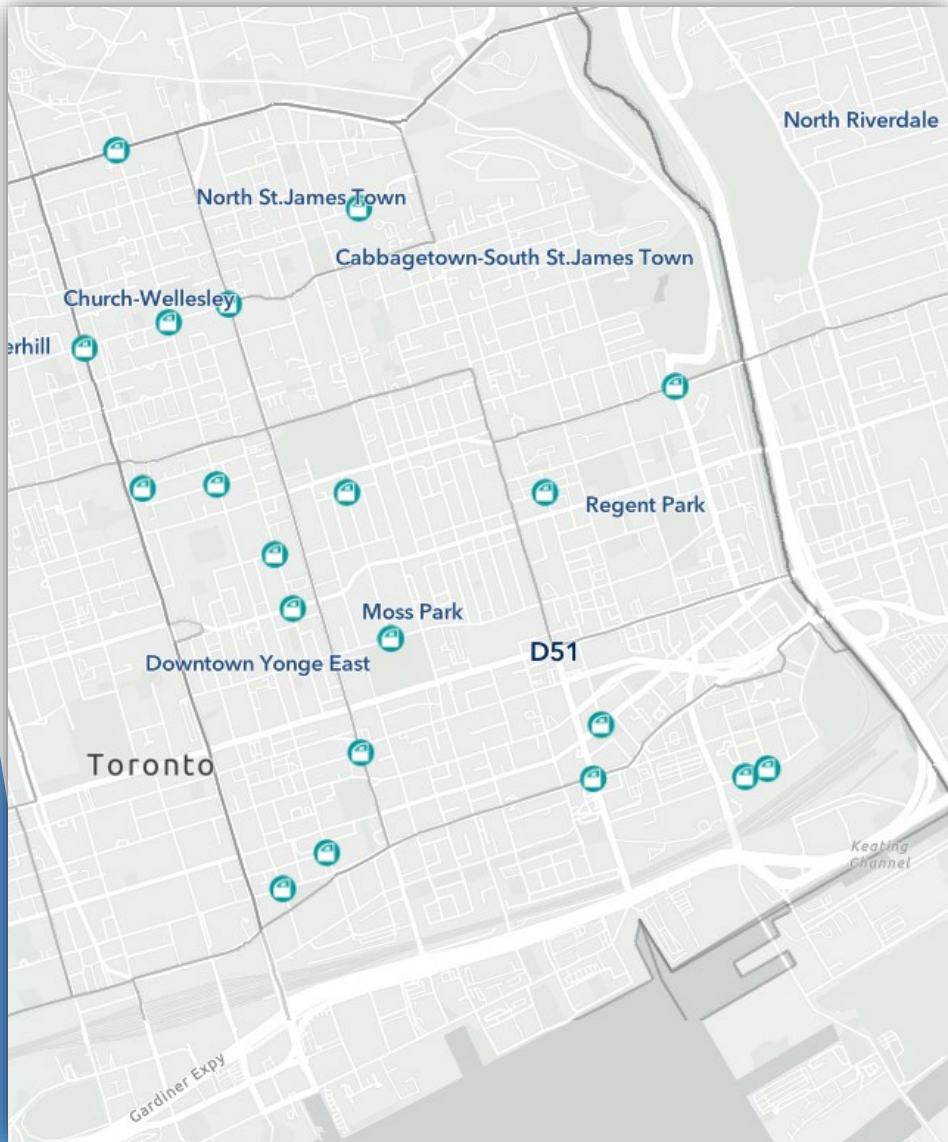 North Riverdale
North St.James Town
Cabbagetown-South St.James Town
Church-Wellesley
erhill
Regent Park
Moss Park
D51
Downtown Yonge East
Toronto
Keating
Channel
Gardiner Expy